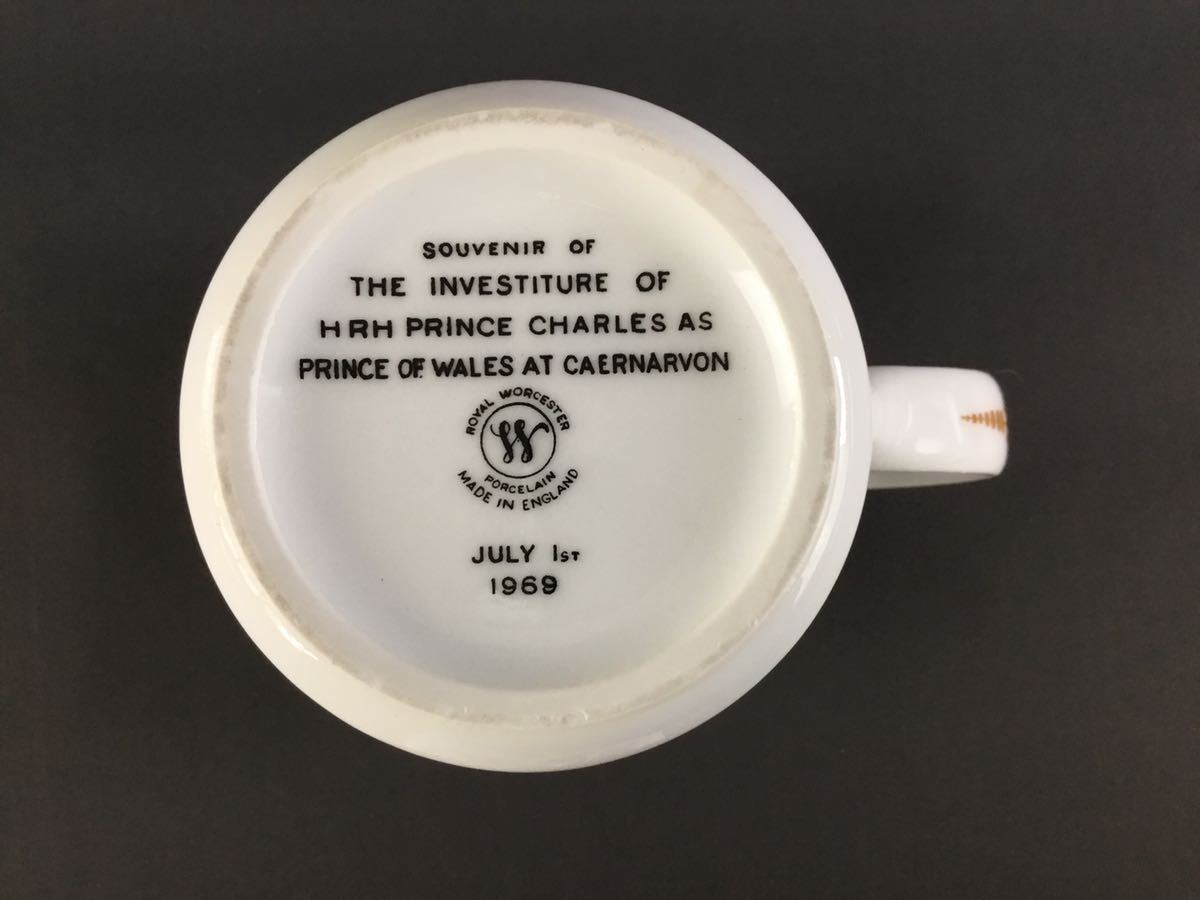 SOUVENIR OF
THE INVESTITURE OF
HRH PRINCE CHARLES AS
PRINCE OF WALES AT CAERNARVON
ROYAL WORCESTER
W
PORCELAIN
MADE IN ENGLAND
JULY 1ST
1969